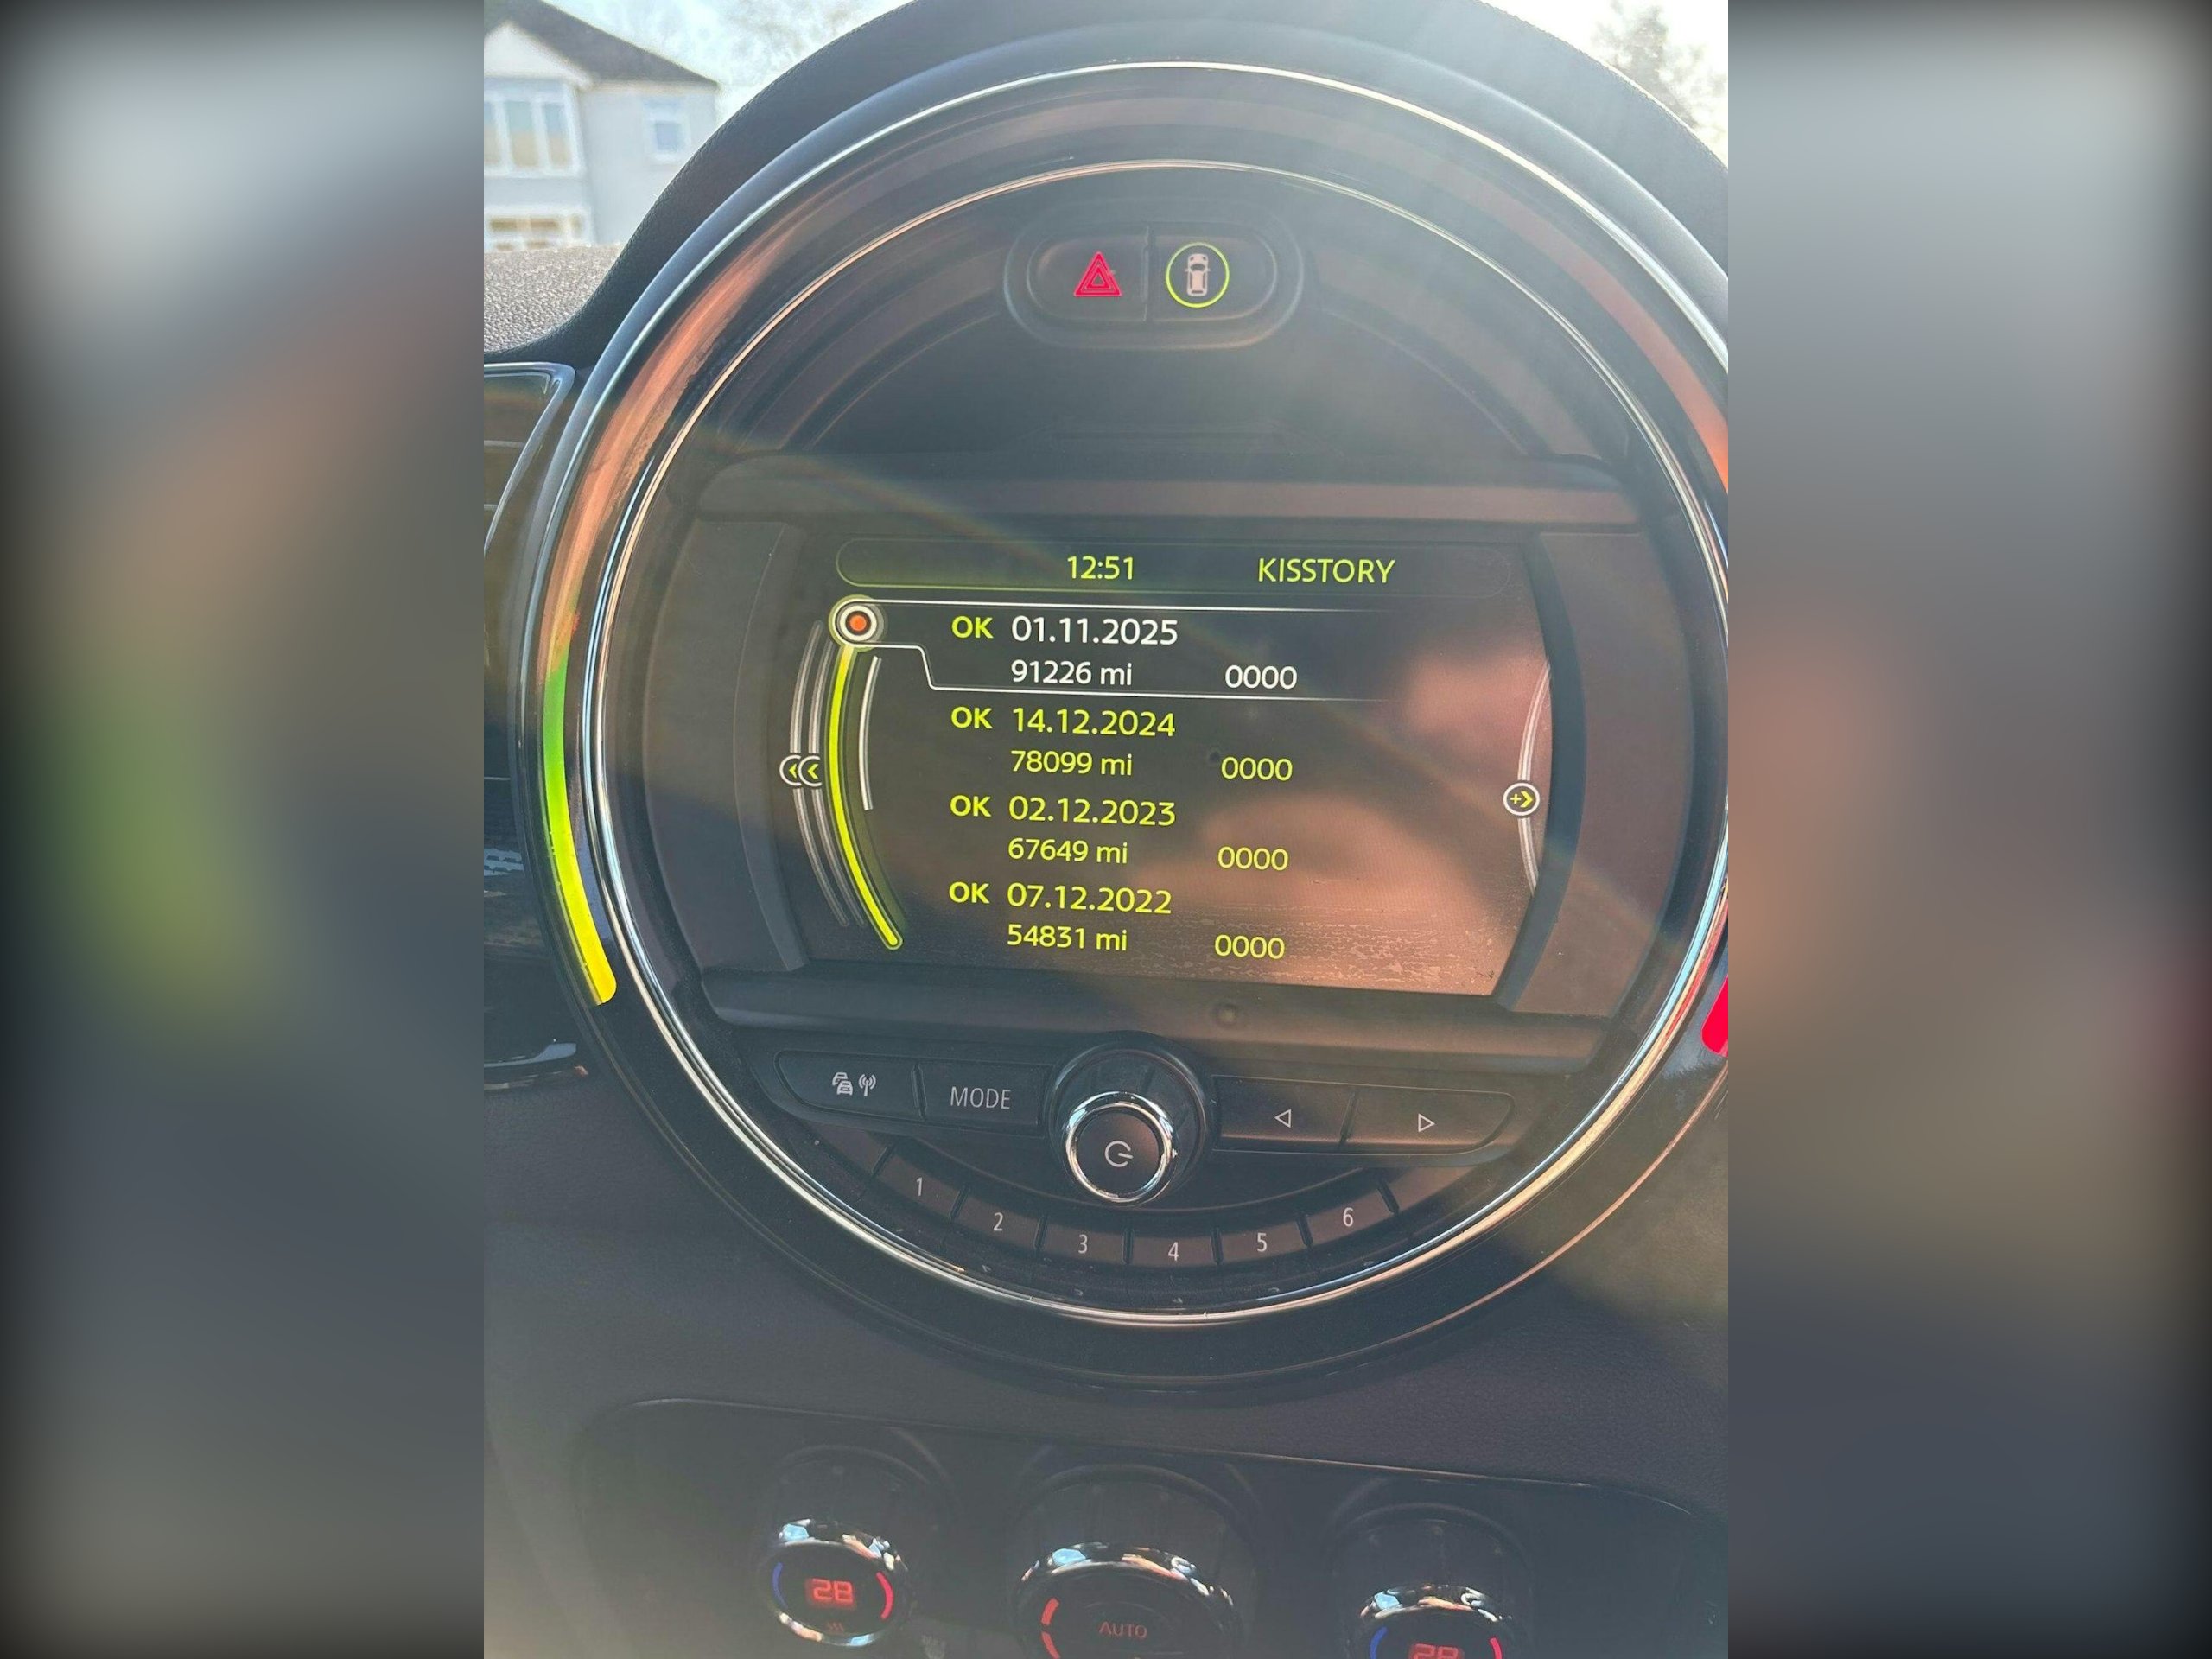 12:51 KISSTORY
OK 01.11.2025
91226 mi 0000
OK 14.12.2024
78099 mi 0000
OK 02.12.2023
67649 mi 0000
OK 07.12.2022
54831 mi 0000
MODE
1 2 3 4 5 6
28 AUTO 28